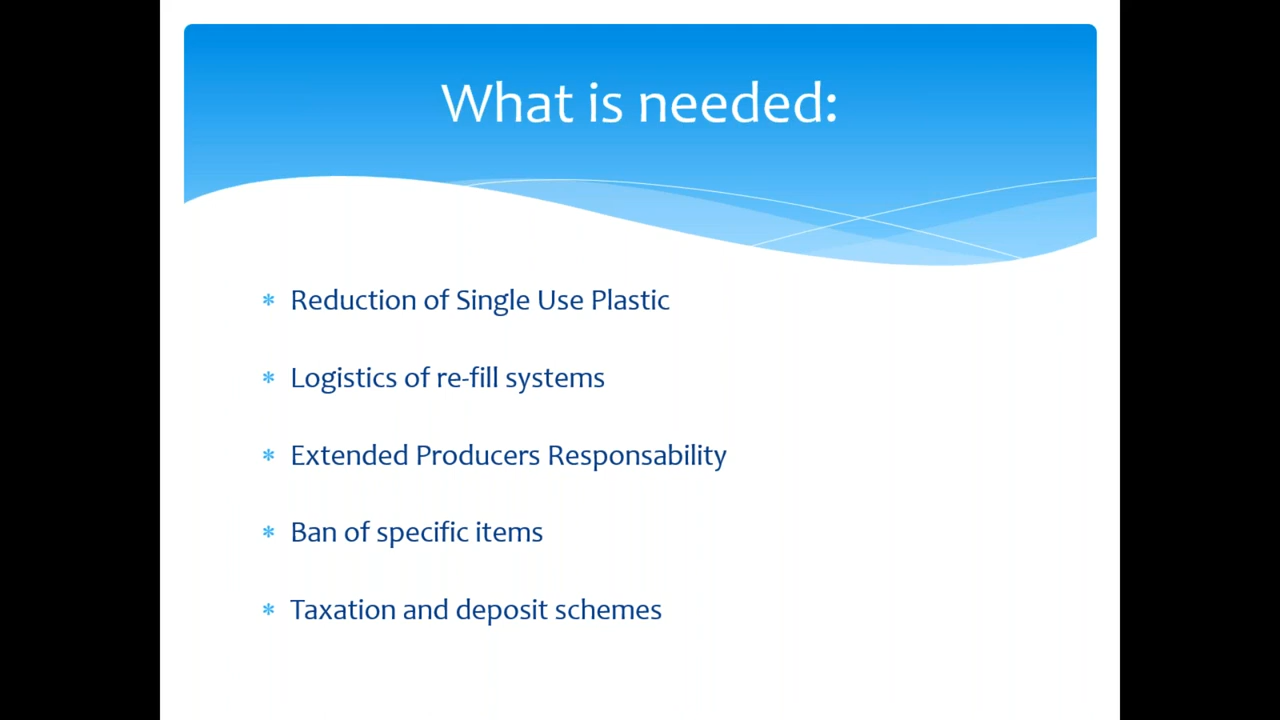 What is needed:
* Reduction of Single Use Plastic
* Logistics of re-fill systems
* Extended Producers Responsability
* Ban of specific items
* Taxation and deposit schemes